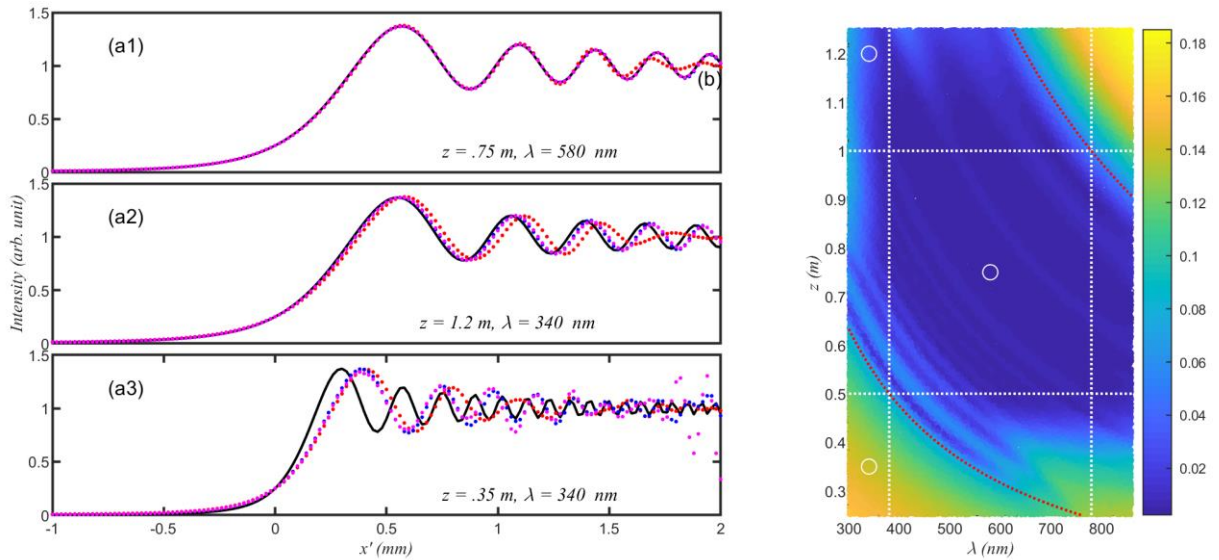 1.5
1
0.5
0
(a1)
(b)
z = .75 m, λ = 580 nm
1.5
1
0.5
0
(a2)
z = 1.2 m, λ = 340 nm
1.5
1
0.5
0
(a3)
z = .35 m, λ = 340 nm
Intensity (arb. unit)
-1 -0.5 0 0.5 1 1.5 2
x' (mm)
1.2
1.1
1
0.9
0.8
0.7
0.6
0.5
0.4
0.3
z (m)
300 400 500 600 700 800
λ (nm)
0.18
0.16
0.14
0.12
0.1
0.08
0.06
0.04
0.02